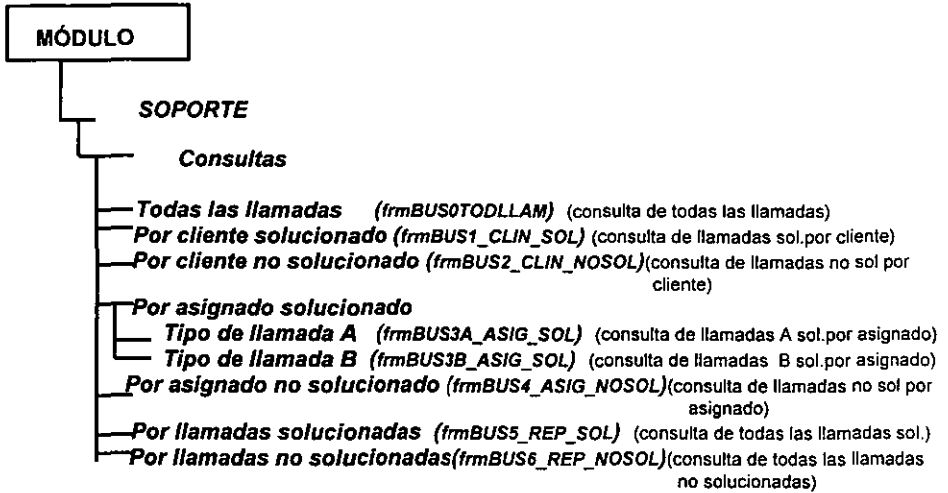 MÓDULO
SOPORTE
Consultas
Todas las llamadas (frmBUS0TODLLAM) (consulta de todas las llamadas)
Por cliente solucionado (frmBUS1_CLIN_SOL) (consulta de llamadas sol.por cliente)
Por cliente no solucionado (frmBUS2_CLIN_NOSOL)(consulta de llamadas no sol por
cliente)
Por asignado solucionado
Tipo de llamada A (frmBUS3A_ASIG_SOL) (consulta de llamadas A sol.por asignado)
Tipo de llamada B (frmBUS3B_ASIG_SOL) (consulta de llamadas B sol.por asignado)
Por asignado no solucionado (frmBUS4_ASIG_NOSOL)(consulta de llamadas no sol por
asignado)
Por llamadas solucionadas (frmBUS5_REP_SOL) (consulta de todas las llamadas sol.)
Por llamadas no solucionadas(frmBUS6_REP_NOSOL)(consulta de todas las llamadas
no solucionadas)